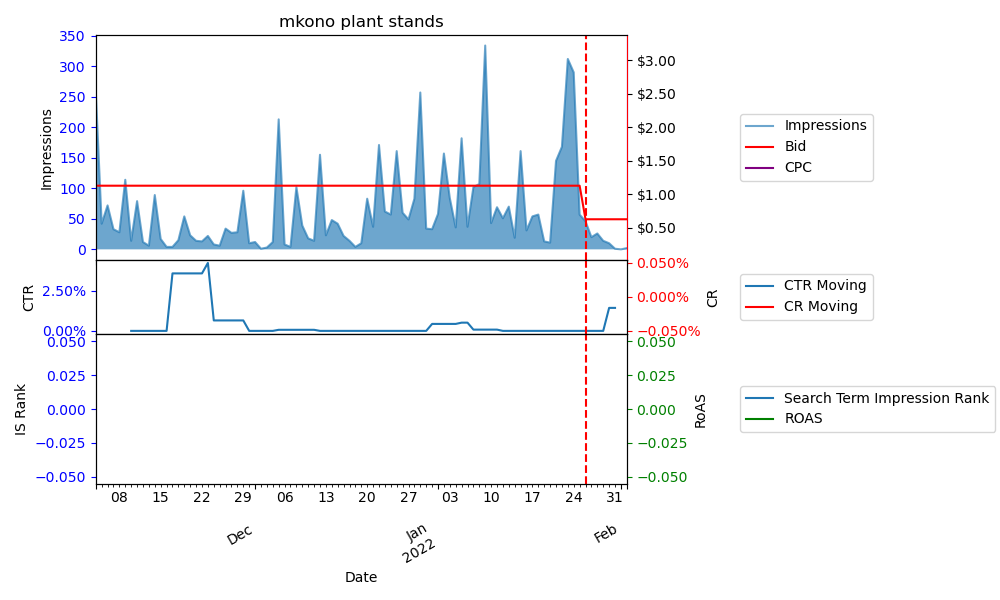 mkono plant stands
350
300
250
200
150
100
50
0
Impressions
$3.00
$2.50
$2.00
$1.50
$1.00
$0.50
Impressions
Bid
CPC
2.50%
0.00%
CTR
0.050%
0.000%
−0.050%
CR
CTR Moving
CR Moving
0.050
0.025
0.000
−0.025
−0.050
IS Rank
0.050
0.025
0.000
−0.025
−0.050
RoAS
Search Term Impression Rank
ROAS
08 15 22 29 06 13 20 27 03 10 17 24 31
Dec Jan Feb
2022
Date